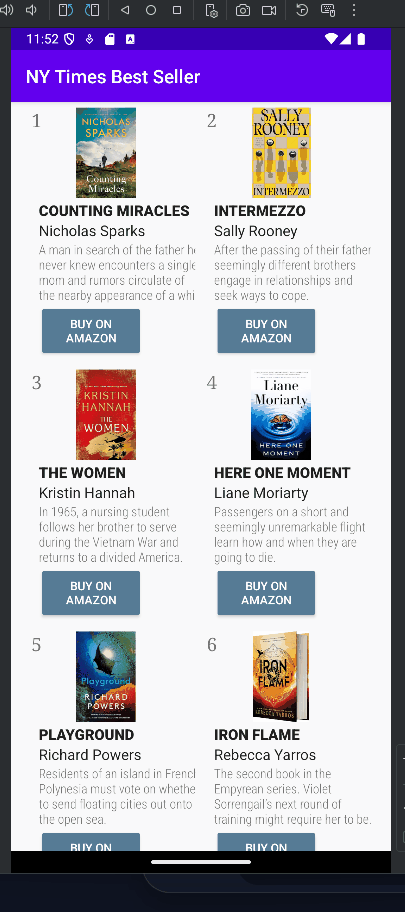 11:52
NY Times Best Seller
1
NICHOLAS
SPARKS
Counting
Miracles
COUNTING MIRACLES
Nicholas Sparks
A man in search of the father he
never knew encounters a single
mom and rumors circulate of
the nearby appearance of a whi
BUY ON
AMAZON
2
SALLY
ROONEY
INTERMEZZO
INTERMEZZO
Sally Rooney
After the passing of their father
seemingly different brothers
engage in relationships and
seek ways to cope.
BUY ON
AMAZON
3
KRISTIN
HANNAH
THE
WOMEN
THE WOMEN
Kristin Hannah
In 1965, a nursing student
follows her brother to serve
during the Vietnam War and
returns to a divided America.
BUY ON
AMAZON
4
Liane
Moriarty
HERE ONE
MOMENT
HERE ONE MOMENT
Liane Moriarty
Passengers on a short and
seemingly unremarkable flight
learn how and when they are
going to die.
BUY ON
AMAZON
5
Playground
RICHARD
POWERS
PLAYGROUND
Richard Powers
Residents of an island in French
Polynesia must vote on whethe
to send floating cities out onto
the open sea.
BUY ON
6
IRON
FLAME
REBECCA YARROS
IRON FLAME
Rebecca Yarros
The second book in the
Empyrean series. Violet
Sorrengail’s next round of
training might require her to be.
BUY ON